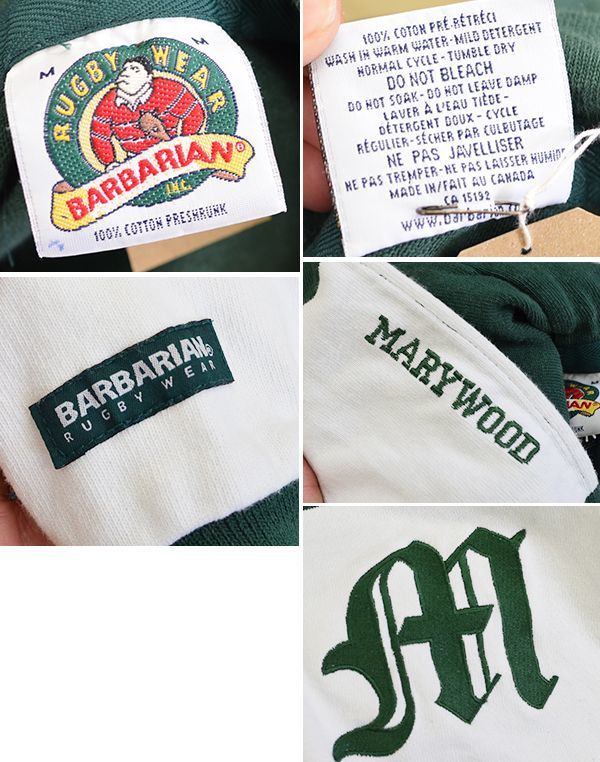 M M
RUGBY WEAR
BARBARIAN®
INC.
100% COTTON PRESHRUNK
100% COTON PRÉ-RÉTRÉCI
WASH IN WARM WATER-MILD DETERGENT
NORMAL CYCLE - TUMBLE DRY
DO NOT BLEACH
DO NOT SOAK-DO NOT LEAVE DAMP
LAVER À L'EAU TIÈDE-
DÉTERGENT DOUX - CYCLE
RÉGULIER-SÉCHER PAR CULBUTAGE
NE PAS JAVELLISER
NE PAS TREMPER-NE PAS LAISSER HUMIDE
MADE IN/FAIT AU CANADA
CA 15192
BARBARIAN®
RUGBY WEAR
MARYWOOD
BARBARIAN
M